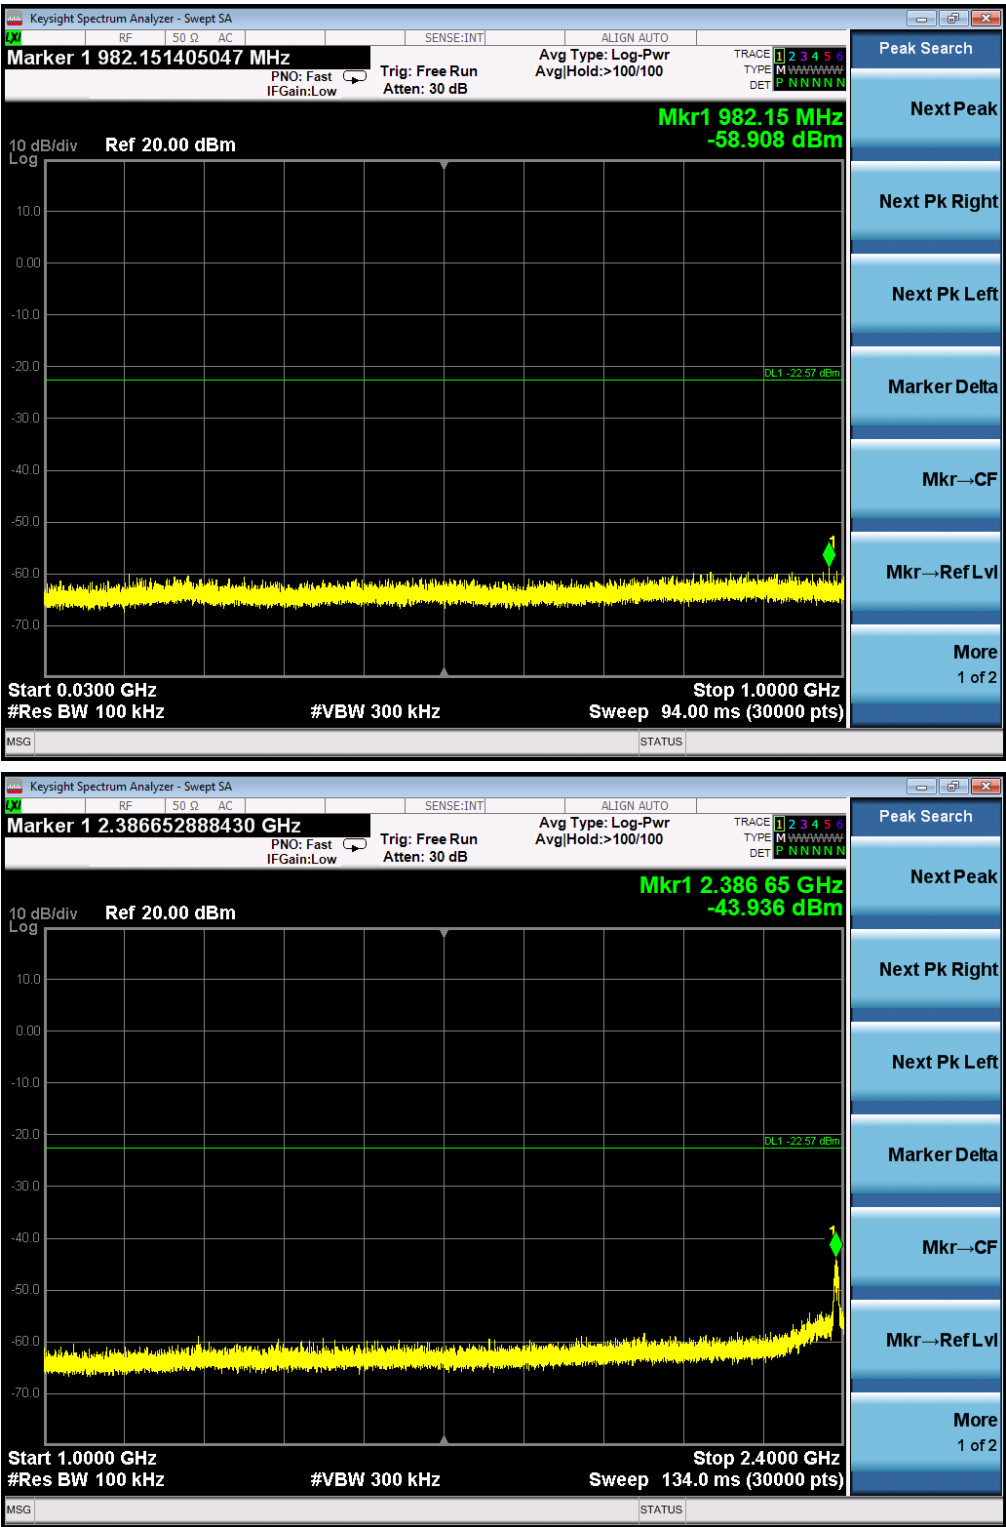 Keysight Spectrum Analyzer - Swept SA
LXI RF 50 Ω AC SENSE:INT ALIGN AUTO
Marker 1 982.151405047 MHz
PNO: Fast
IFGain:Low
Trig: Free Run
Atten: 30 dB
Avg Type: Log-Pwr
Avg|Hold:>100/100
TRACE 1 2 3 4 5 6
TYPE M WWWWW
DET P N N N N N
Mkr1 982.15 MHz
-58.908 dBm
10 dB/div Ref 20.00 dBm
Log
10.0
0.00
-10.0
-20.0
DL1 -22.57 dBm
-30.0
-40.0
-50.0
1
-60.0
-70.0
Start 0.0300 GHz Stop 1.0000 GHz
#Res BW 100 kHz #VBW 300 kHz Sweep 94.00 ms (30000 pts)
MSG STATUS
Peak Search
Next Peak
Next Pk Right
Next Pk Left
Marker Delta
Mkr→CF
Mkr→Ref Lvl
More
1 of 2
Keysight Spectrum Analyzer - Swept SA
LXI RF 50 Ω AC SENSE:INT ALIGN AUTO
Marker 1 2.386652888430 GHz
PNO: Fast
IFGain:Low
Trig: Free Run
Atten: 30 dB
Avg Type: Log-Pwr
Avg|Hold:>100/100
TRACE 1 2 3 4 5 6
TYPE M WWWWW
DET P N N N N N
Mkr1 2.386 65 GHz
-43.936 dBm
10 dB/div Ref 20.00 dBm
Log
10.0
0.00
-10.0
-20.0
DL1 -22.57 dBm
-30.0
-40.0
1
-50.0
-60.0
-70.0
Start 1.0000 GHz Stop 2.4000 GHz
#Res BW 100 kHz #VBW 300 kHz Sweep 134.0 ms (30000 pts)
MSG STATUS
Peak Search
Next Peak
Next Pk Right
Next Pk Left
Marker Delta
Mkr→CF
Mkr→Ref Lvl
More
1 of 2